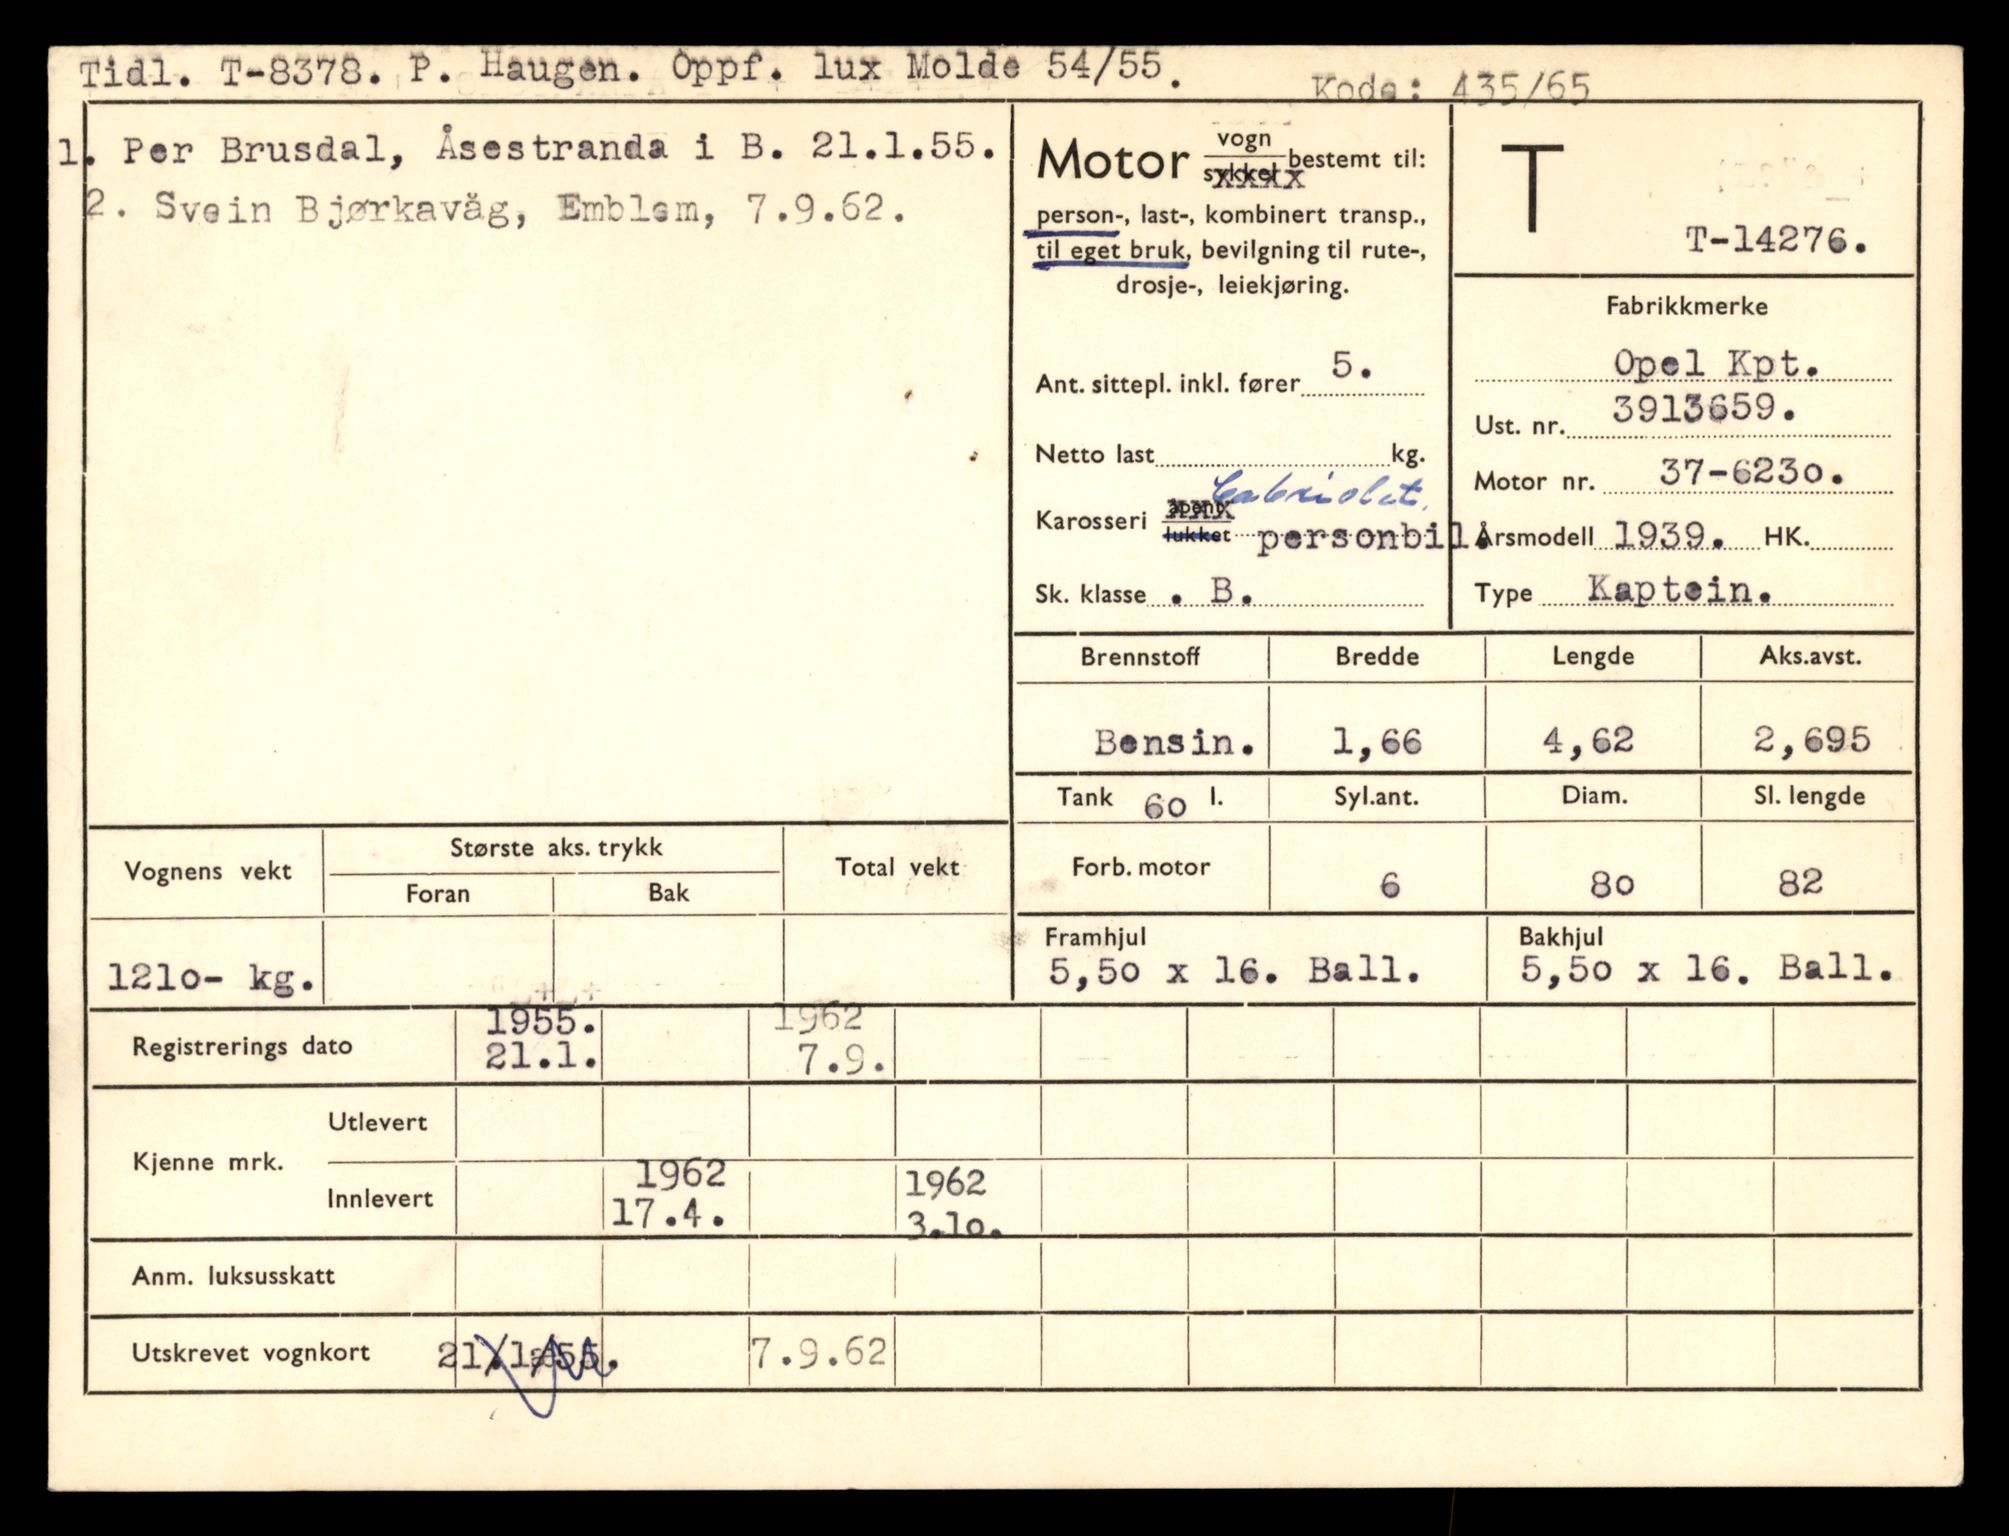 Tidl. T-8378. P. Haugen. Oppf. lux Molde 54/55.
Kode: 435/65
1. Per Brusdal, Åsestranda i B. 21.1.55.
2. Svein Bjørkavåg, Emblem, 7.9.62.
Motor vogn sykkel bestemt til:
person-, last-, kombinert transp.,
til eget bruk, bevilgning til rute-,
drosje-, leiekjøring.
Ant. sittepl. inkl. fører 5.
Netto last kg.
Cabriolet.
Karosseri åpent lukket personbil.
Sk. klasse . B.
T
T-14276.
Fabrikkmerke
Opel Kpt.
Ust. nr. 3913659.
Motor nr. 37-6230.
Årsmodell 1939. HK.
Type Kaptein.
Brennstoff Bredde Lengde Aks.avst.
Bensin. 1,66 4,62 2,695
Tank 60 l. Syl.ant. Diam. Sl. lengde
Forb. motor 6 80 82
Framhjul Bakhjul
5,50 x 16. Ball. 5,50 x 16. Ball.
Vognens vekt Største aks. trykk Total vekt
Foran Bak
1210- kg.
1955. 1962
Registrerings dato 21.1. 7.9.
Kjenne mrk. Utlevert
1962 1962
Innlevert 17.4. 3.10.
Anm. luksusskatt
Utskrevet vognkort 21.1.55. 7.9.62